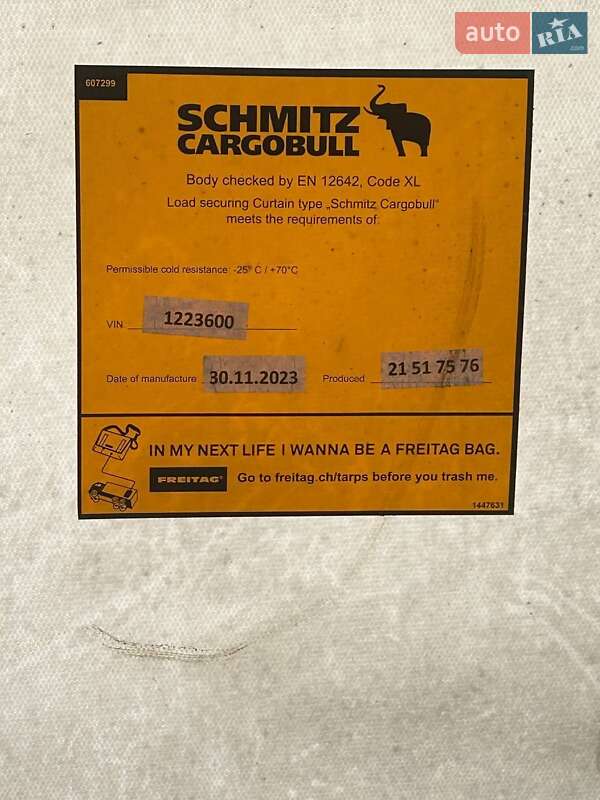 auto RIA .com
607299
SCHMITZ
CARGOBULL
Body checked by EN 12642, Code XL
Load securing Curtain type „Schmitz Cargobull“
meets the requirements of:
Permissible cold resistance: -25° C / +70°C
VIN 1223600
Date of manufacture 30.11.2023 Produced 21 51 75 76
IN MY NEXT LIFE I WANNA BE A FREITAG BAG.
FREITAG® Go to freitag.ch/tarps before you trash me.
1447631